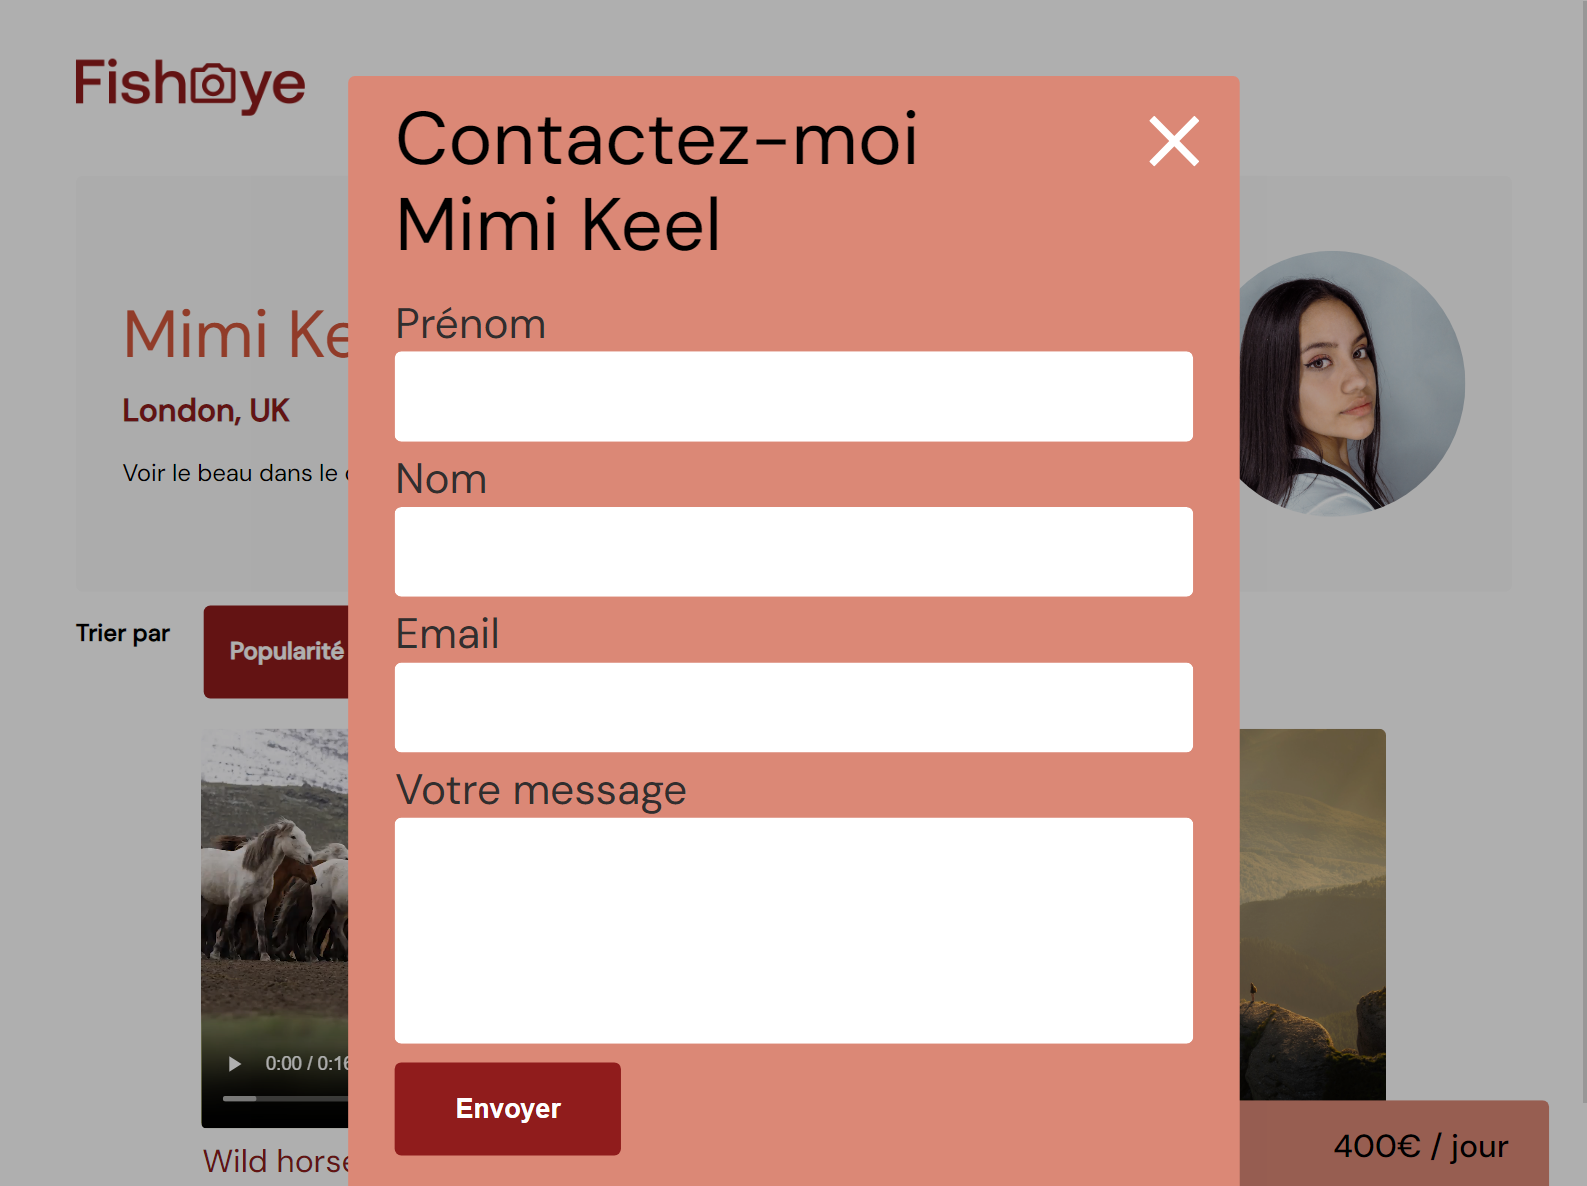 Fisheye
Contactez-moi
Mimi Keel
Mimi Ke
London, UK
Voir le beau dans le
Prénom
Nom
Email
Votre message
Envoyer
Trier par
Popularité
0:00 / 0:16
Wild horse
400€ / jour